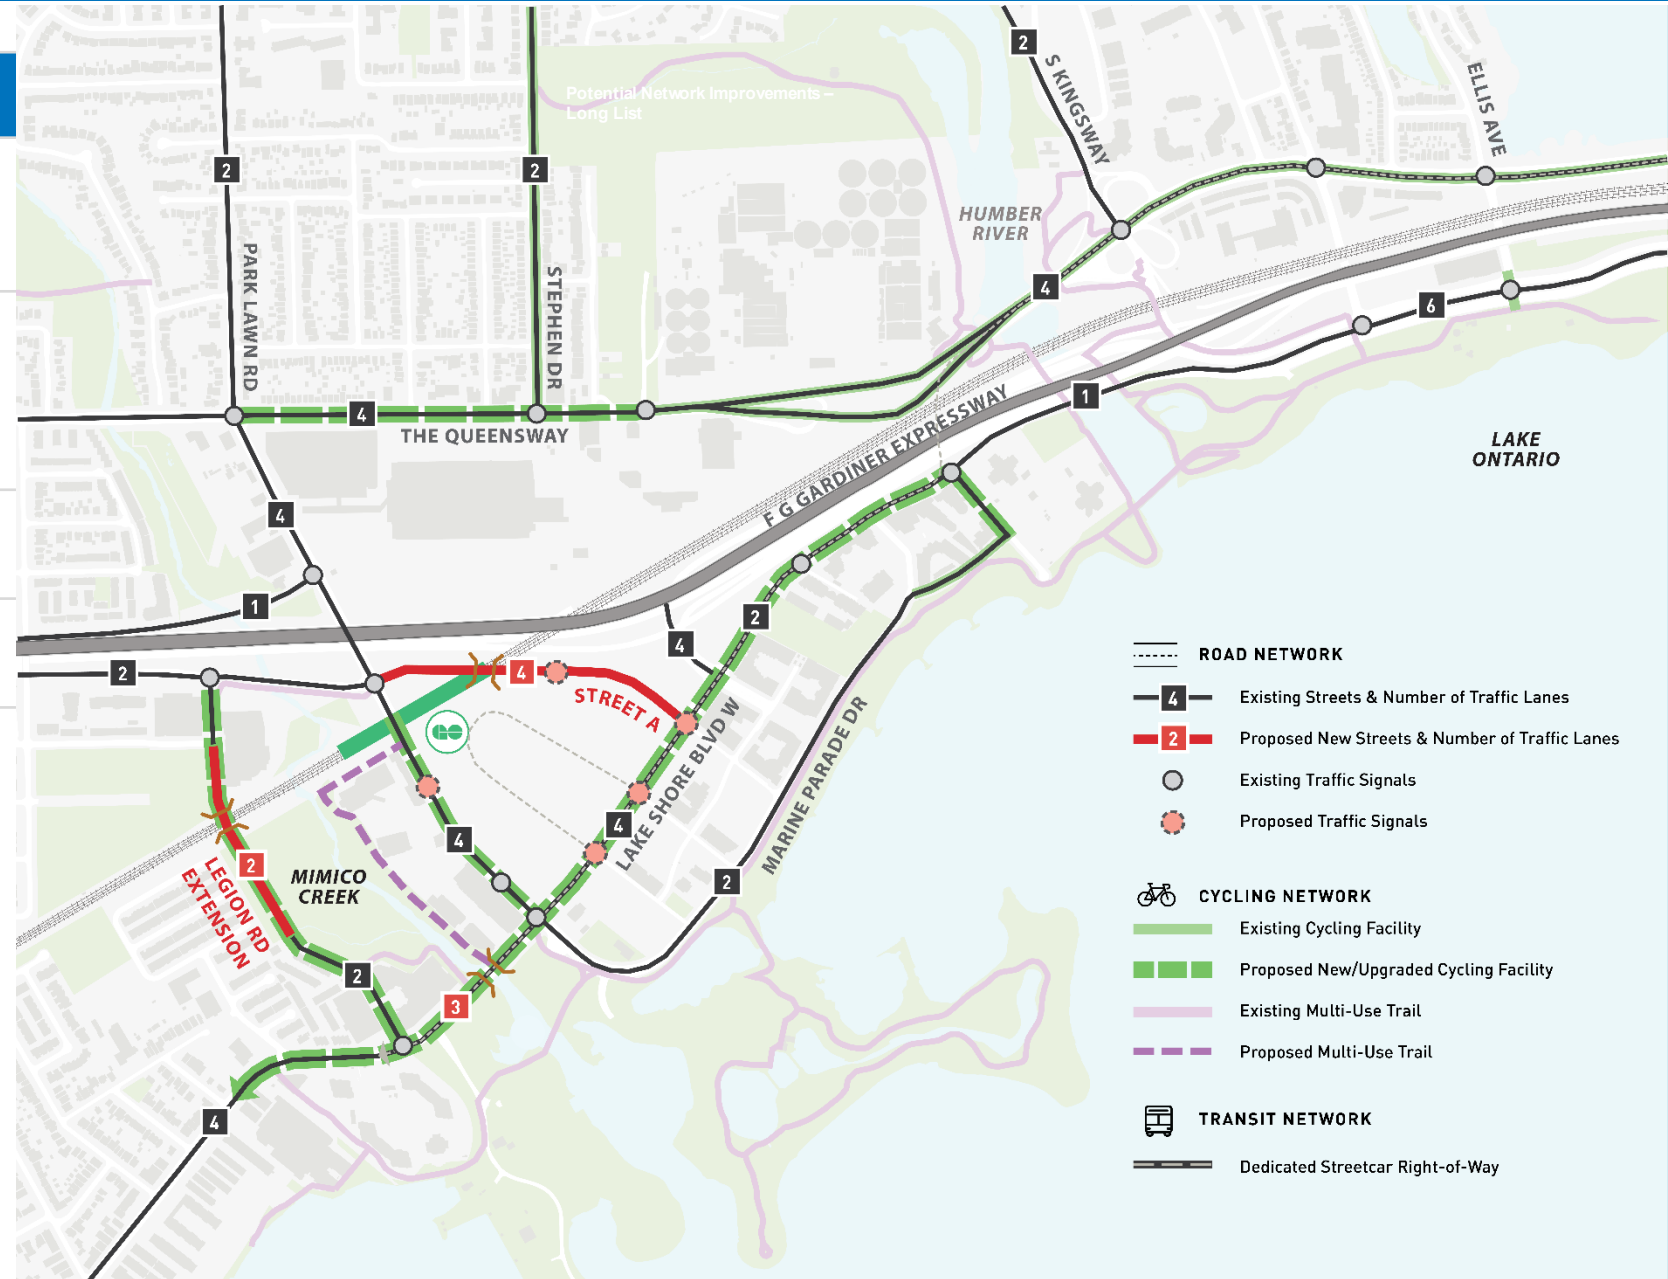 2
S KINGSWAY
ELLIS AVE
Potential Network Improvements –
Long List
2
2
HUMBER
RIVER
PARK LAWN RD
STEPHEN DR
4
6
4
THE QUEENSWAY
1
F G GARDINER EXPRESSWAY
LAKE
ONTARIO
4
1
2
4
2
4
STREET A
GO
LAKE SHORE BLVD W
MARINE PARADE DR
4
4
2
2
LEGION RD
EXTENSION
MIMICO
CREEK
2
3
4
ROAD NETWORK
4
Existing Streets & Number of Traffic Lanes
2
Proposed New Streets & Number of Traffic Lanes
Existing Traffic Signals
Proposed Traffic Signals
CYCLING NETWORK
Existing Cycling Facility
Proposed New/Upgraded Cycling Facility
Existing Multi-Use Trail
Proposed Multi-Use Trail
TRANSIT NETWORK
Dedicated Streetcar Right-of-Way